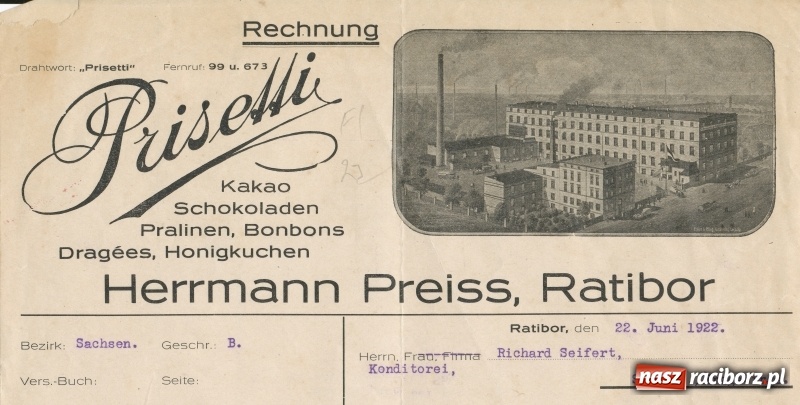 Rechnung
Drahtwort: „Prisetti" Fernruf: 99 u. 673
Prisetti
Kakao
Schokoladen
Pralinen, Bonbons
Dragées, Honigkuchen
Herrmann Preiss, Ratibor
Bezirk: Sachsen. Geschr.: B.
Vers.-Buch: Seite:
Ratibor, den 22. Juni 1922.
Herrn, Frau, Firma Richard Seifert,
Konditorei,
nasz raciborz.pl